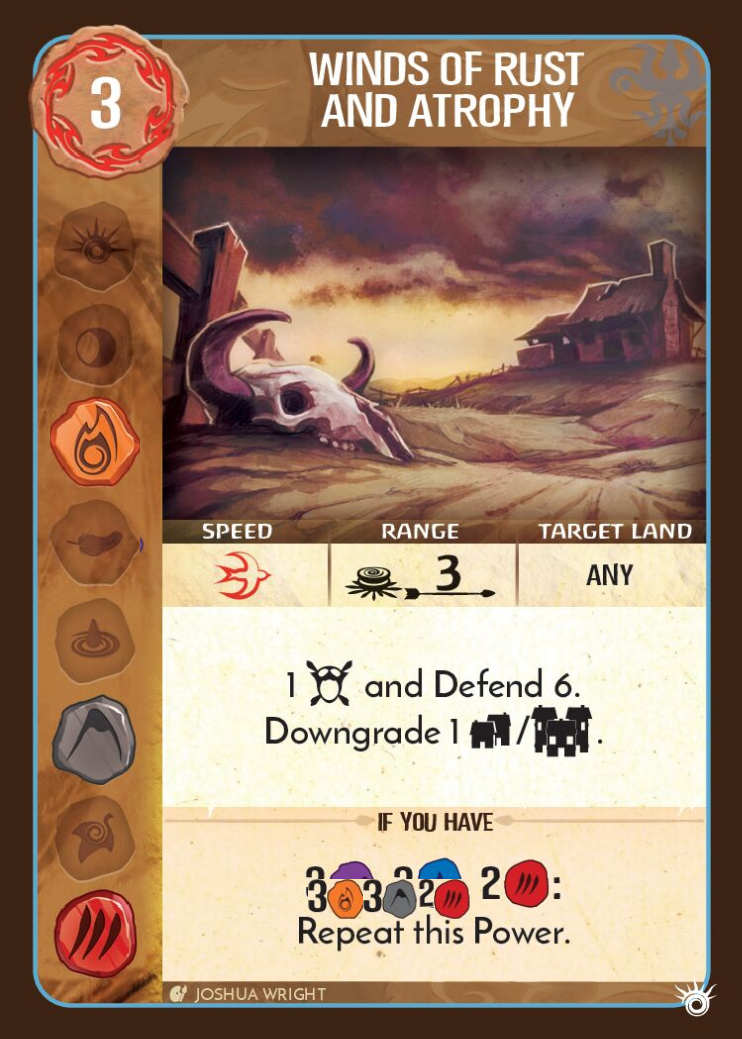 3
WINDS OF RUST
AND ATROPHY
SPEED RANGE TARGET LAND
3 ANY
1 and Defend 6.
Downgrade 1 / .
IF YOU HAVE
2 :
3 3 2
Repeat this Power.
JOSHUA WRIGHT